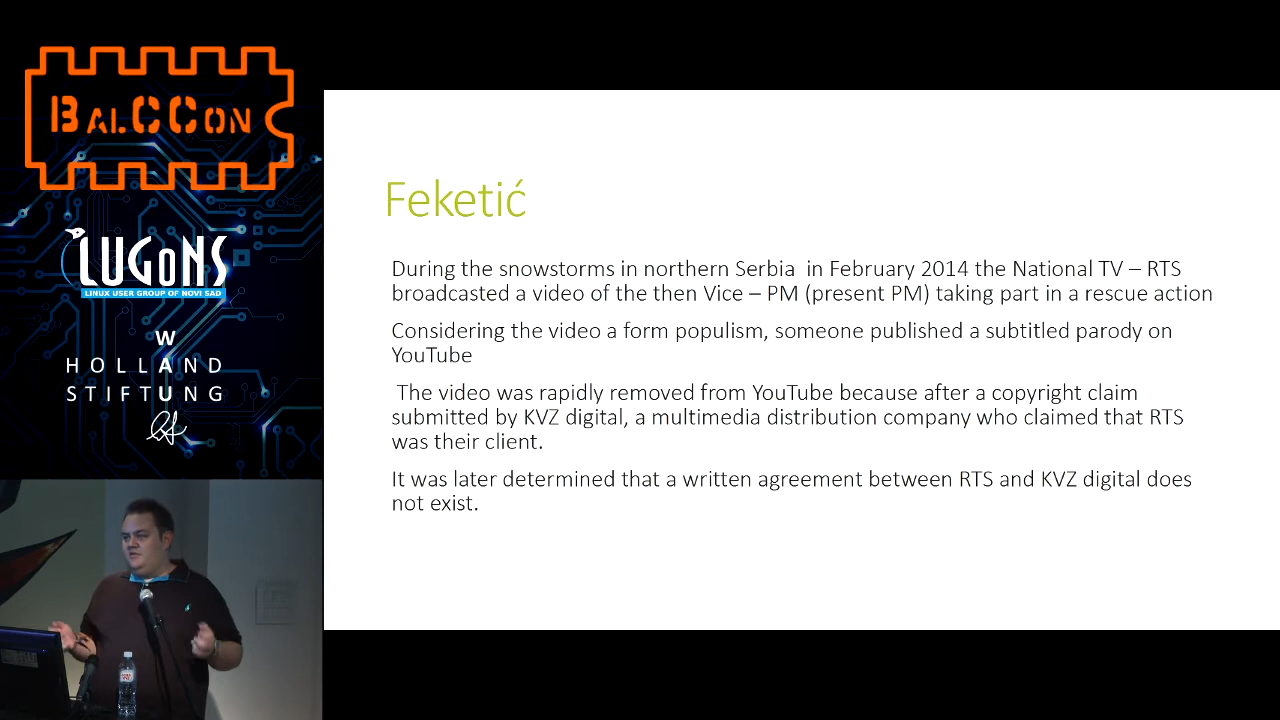 BALCCON
LUGONS
LINUX USER GROUP OF NOVI SAD
W
HOLLAND
U
STIFTUNG
Feketić
During the snowstorms in northern Serbia in February 2014 the National TV – RTS
broadcasted a video of the then Vice – PM (present PM) taking part in a rescue action
Considering the video a form populism, someone published a subtitled parody on
YouTube
The video was rapidly removed from YouTube because after a copyright claim
submitted by KVZ digital, a multimedia distribution company who claimed that RTS
was their client.
It was later determined that a written agreement between RTS and KVZ digital does
not exist.